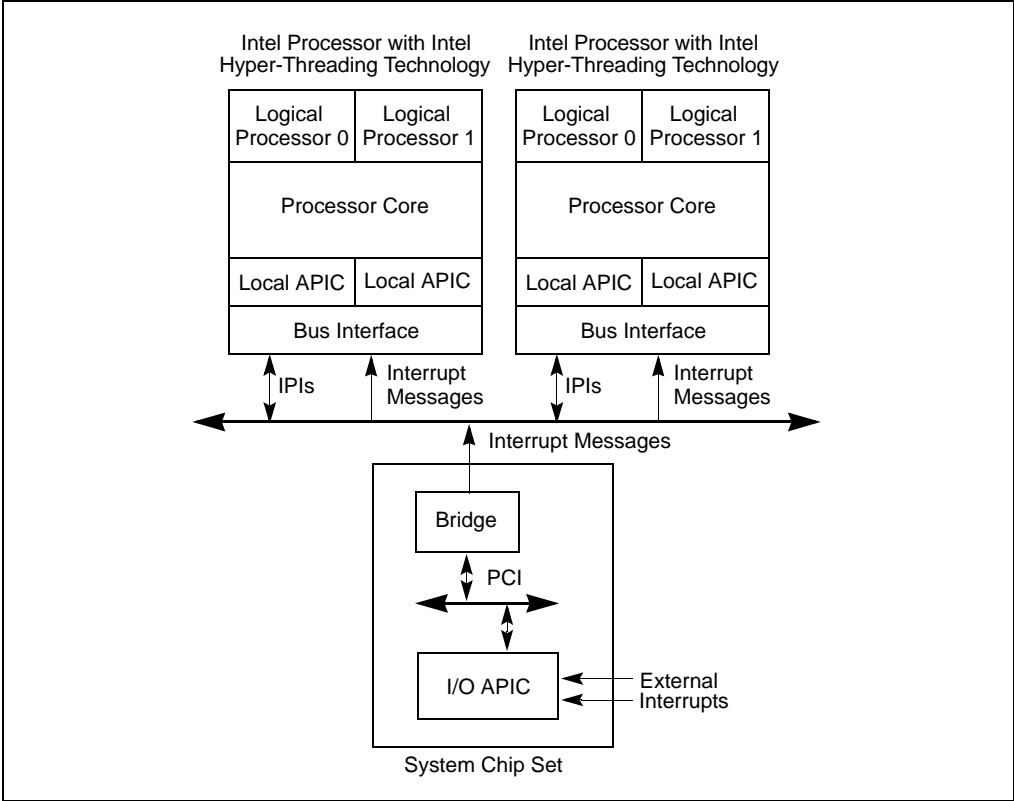 Intel Processor with Intel
Hyper-Threading Technology
Intel Processor with Intel
Hyper-Threading Technology
Logical
Processor 0
Logical
Processor 1
Logical
Processor 0
Logical
Processor 1
Processor Core
Processor Core
Local APIC
Local APIC
Local APIC
Local APIC
Bus Interface
Bus Interface
IPIs
Interrupt
Messages
IPIs
Interrupt
Messages
Interrupt Messages
Bridge
PCI
I/O APIC
External
Interrupts
System Chip Set